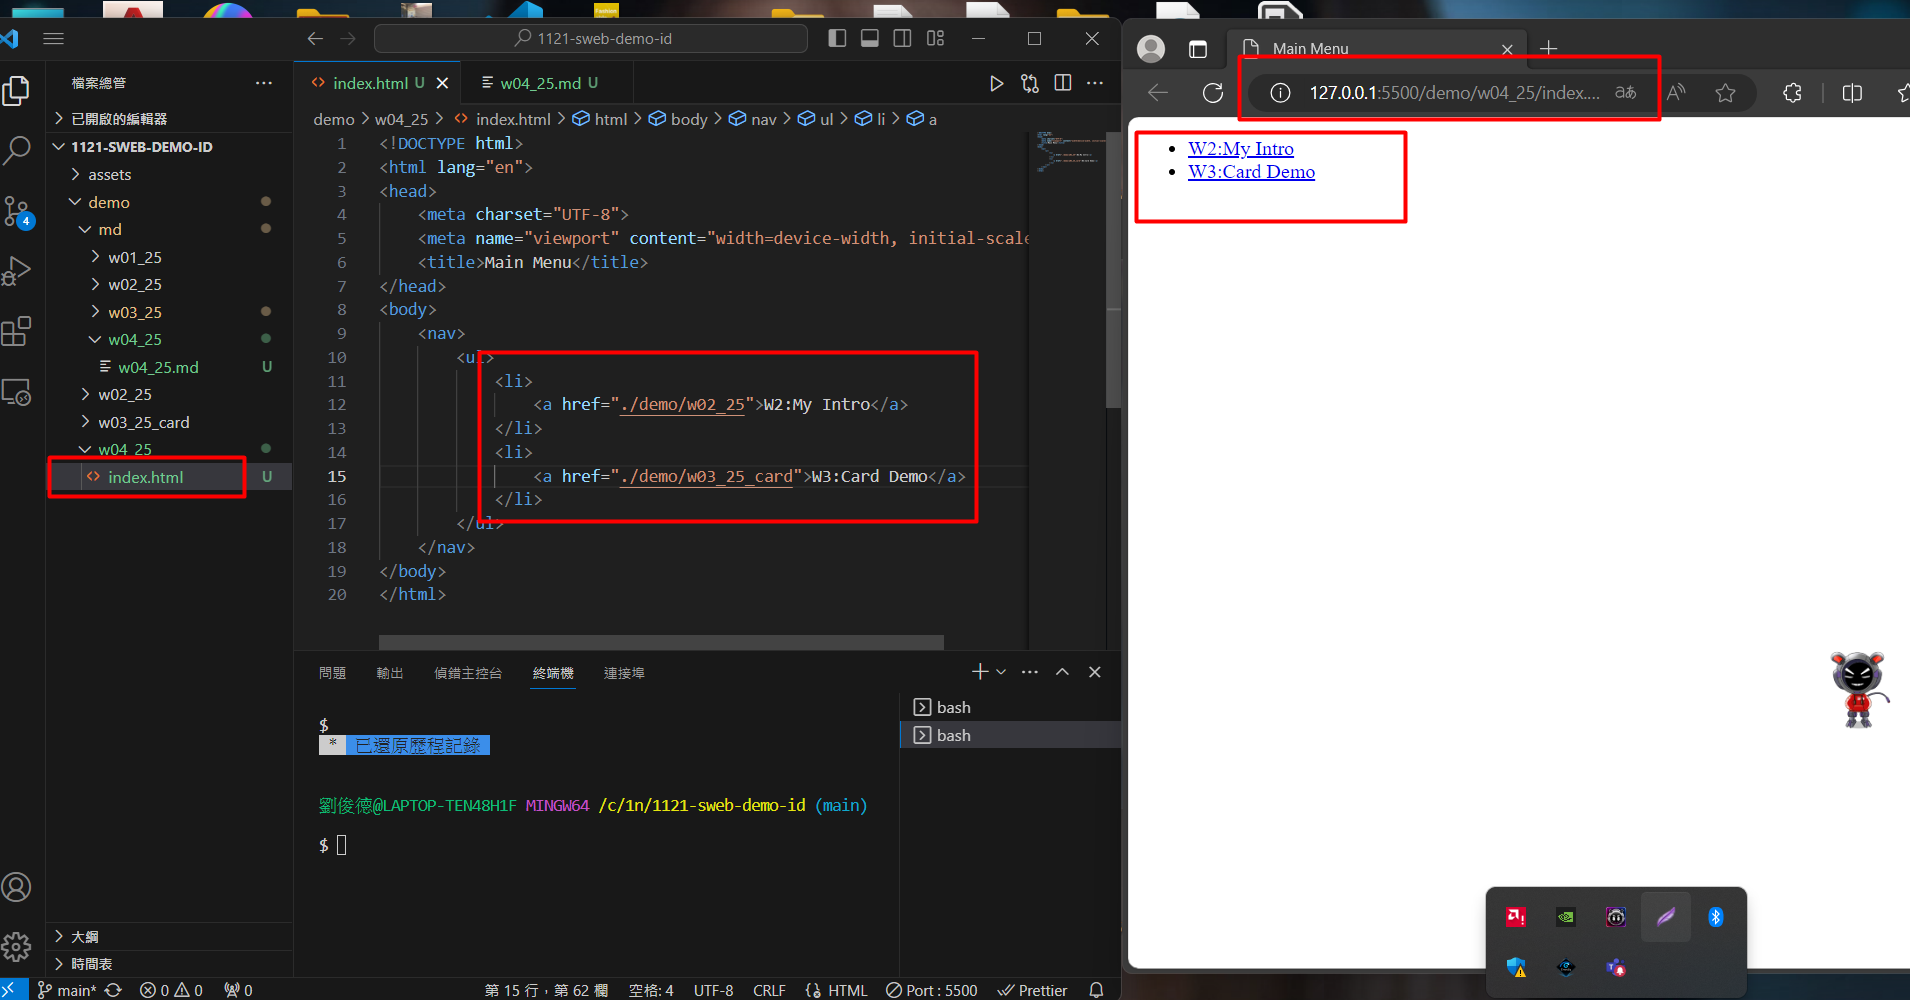 1121-sweb-demo-id
檔案總管
index.html U
w04_25.md U
已開啟的編輯器
demo > w04_25 > index.html > html > body > nav > ul > li > a
1121-SWEB-DEMO-ID
assets
demo
md
w01_25
w02_25
w03_25
w04_25
w04_25.md U
w02_25
w03_25_card
w04_25
index.html U
4
1 <!DOCTYPE html>
2 <html lang="en">
3 <head>
4 <meta charset="UTF-8">
5 <meta name="viewport" content="width=device-width, initial-scale
6 <title>Main Menu</title>
7 </head>
8 <body>
9 <nav>
10 <ul>
11 <li>
12 <a href="./demo/w02_25">W2:My Intro</a>
13 </li>
14 <li>
15 <a href="./demo/w03_25_card">W3:Card Demo</a>
16 </li>
17 </ul>
18 </nav>
19 </body>
20 </html>
問題 輸出 偵錯主控台 終端機 連接埠
bash
bash
$
* 已還原歷程記錄
劉俊德@LAPTOP-TEN48H1F MINGW64 /c/1n/1121-sweb-demo-id (main)
$
大綱
時間表
main* 0 0 0 第 15 行，第 62 欄 空格: 4 UTF-8 CRLF HTML Port : 5500 Prettier
Main Menu
127.0.0.1:5500/demo/w04_25/index.... aあ
W2:My Intro
W3:Card Demo